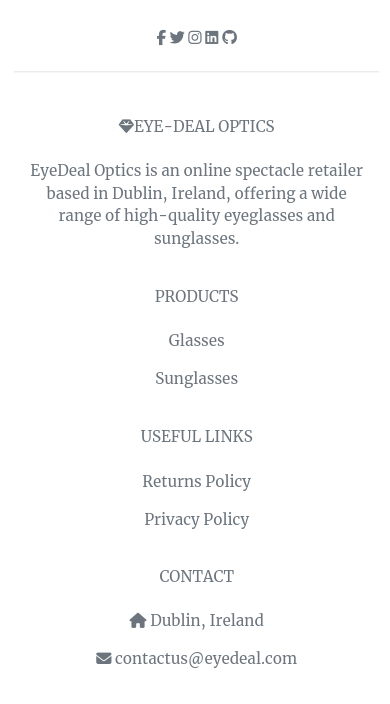 EYE-DEAL OPTICS
EyeDeal Optics is an online spectacle retailer
based in Dublin, Ireland, offering a wide
range of high-quality eyeglasses and
sunglasses.
PRODUCTS
Glasses
Sunglasses
USEFUL LINKS
Returns Policy
Privacy Policy
CONTACT
Dublin, Ireland
contactus@eyedeal.com